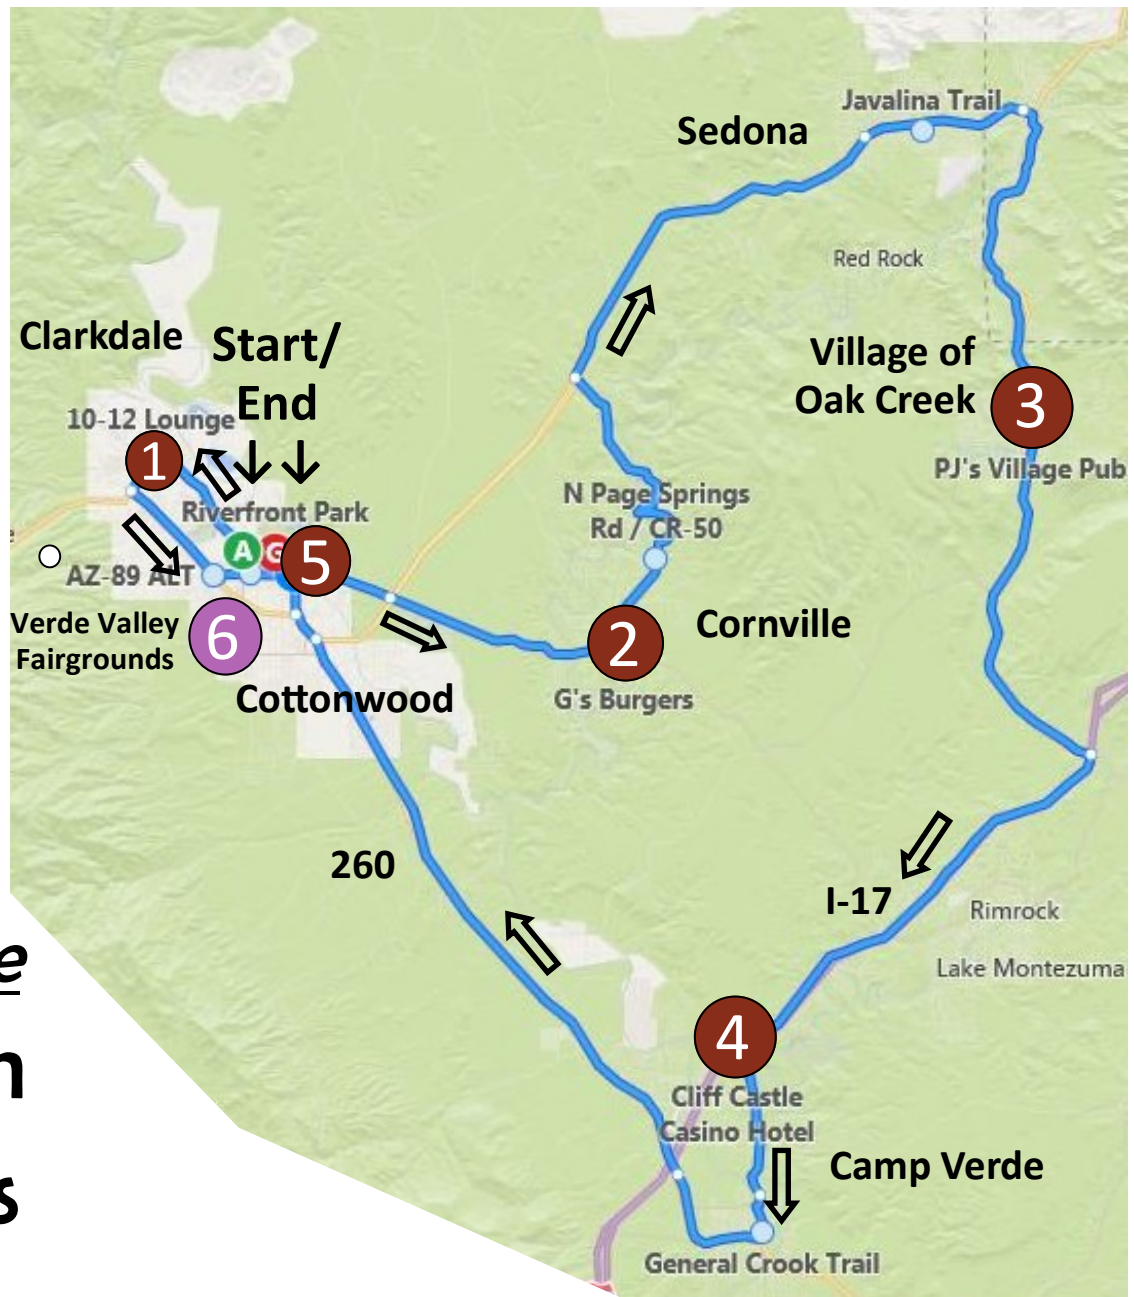 Javalina Trail
Sedona
Red Rock
Clarkdale
Start/
End
Village of
Oak Creek
3
10-12 Lounge
1
PJ's Village Pub
N Page Springs
Rd / CR-50
Riverfront Park
A
G
5
AZ-89 ALT
Verde Valley
Fairgrounds
6
2
Cornville
Cottonwood
G's Burgers
260
I-17
Rimrock
Lake Montezuma
4
Cliff Castle
Casino Hotel
Camp Verde
General Crook Trail